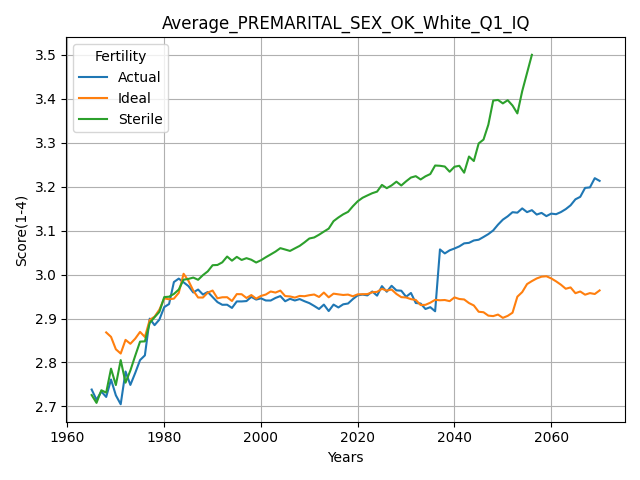 Average_PREMARITAL_SEX_OK_White_Q1_IQ
Fertility
Actual
Ideal
Sterile
3.5
3.4
3.3
3.2
3.1
3.0
2.9
2.8
2.7
Score(1-4)
1960 1980 2000 2020 2040 2060
Years